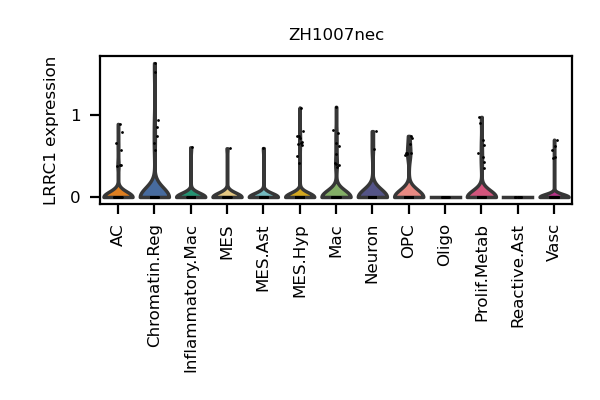 ZH1007nec
LRRC1 expression
1
0
AC
Chromatin.Reg
Inflammatory.Mac
MES
MES.Ast
MES.Hyp
Mac
Neuron
OPC
Oligo
Prolif.Metab
Reactive.Ast
Vasc